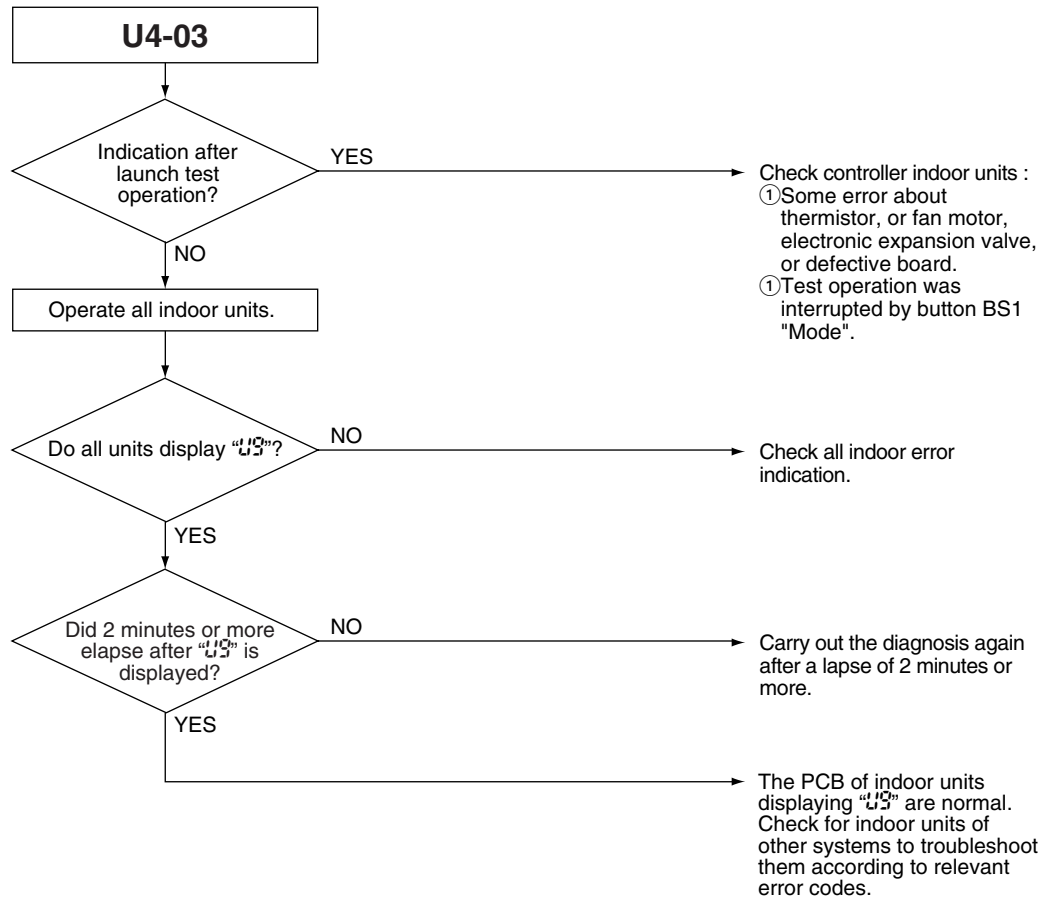 U4-03
Indication after
launch test
operation?
YES
Check controller indoor units :
①Some error about
thermistor, or fan motor,
electronic expansion valve,
or defective board.
①Test operation was
interrupted by button BS1
"Mode".
NO
Operate all indoor units.
Do all units display “U9”?
NO
Check all indoor error
indication.
YES
Did 2 minutes or more
elapse after “U9” is
displayed?
NO
Carry out the diagnosis again
after a lapse of 2 minutes or
more.
YES
The PCB of indoor units
displaying “U9” are normal.
Check for indoor units of
other systems to troubleshoot
them according to relevant
error codes.